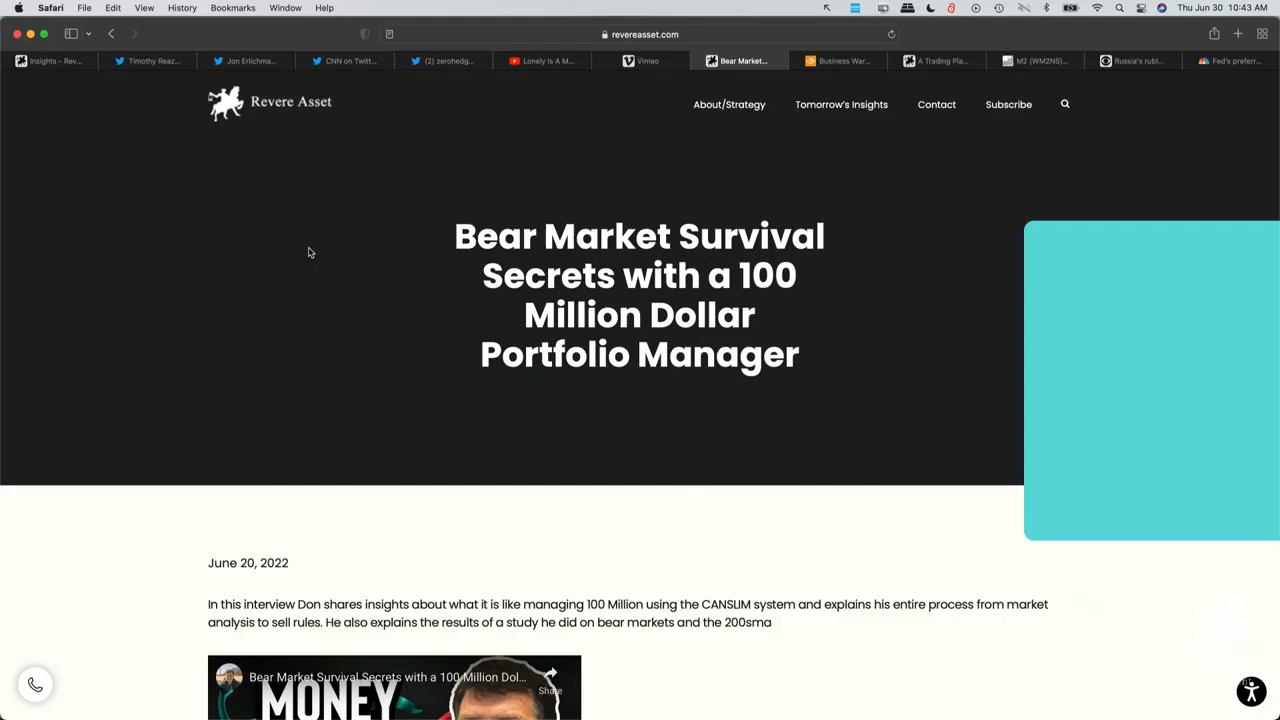 Safari File Edit View History Bookmarks Window Help Thu Jun 30 10:43 AM
revereasset.com
Insights - Rev... Timothy Reaz... Jon Erlichma... CNN on Twitt... (2) zerohedg... Lonely Is A M... Vimeo Bear Market... Business War... A Trading Pla... M2 (WM2NS)... Russia's rubl... Fed's preferr...
Revere Asset About/Strategy Tomorrow's Insights Contact Subscribe
Bear Market Survival
Secrets with a 100
Million Dollar
Portfolio Manager
June 20, 2022
In this interview Don shares insights about what it is like managing 100 Million using the CANSLIM system and explains his entire process from market
analysis to sell rules. He also explains the results of a study he did on bear markets and the 200sma
Bear Market Survival Secrets with a 100 Million Dol...
Share
MONEY